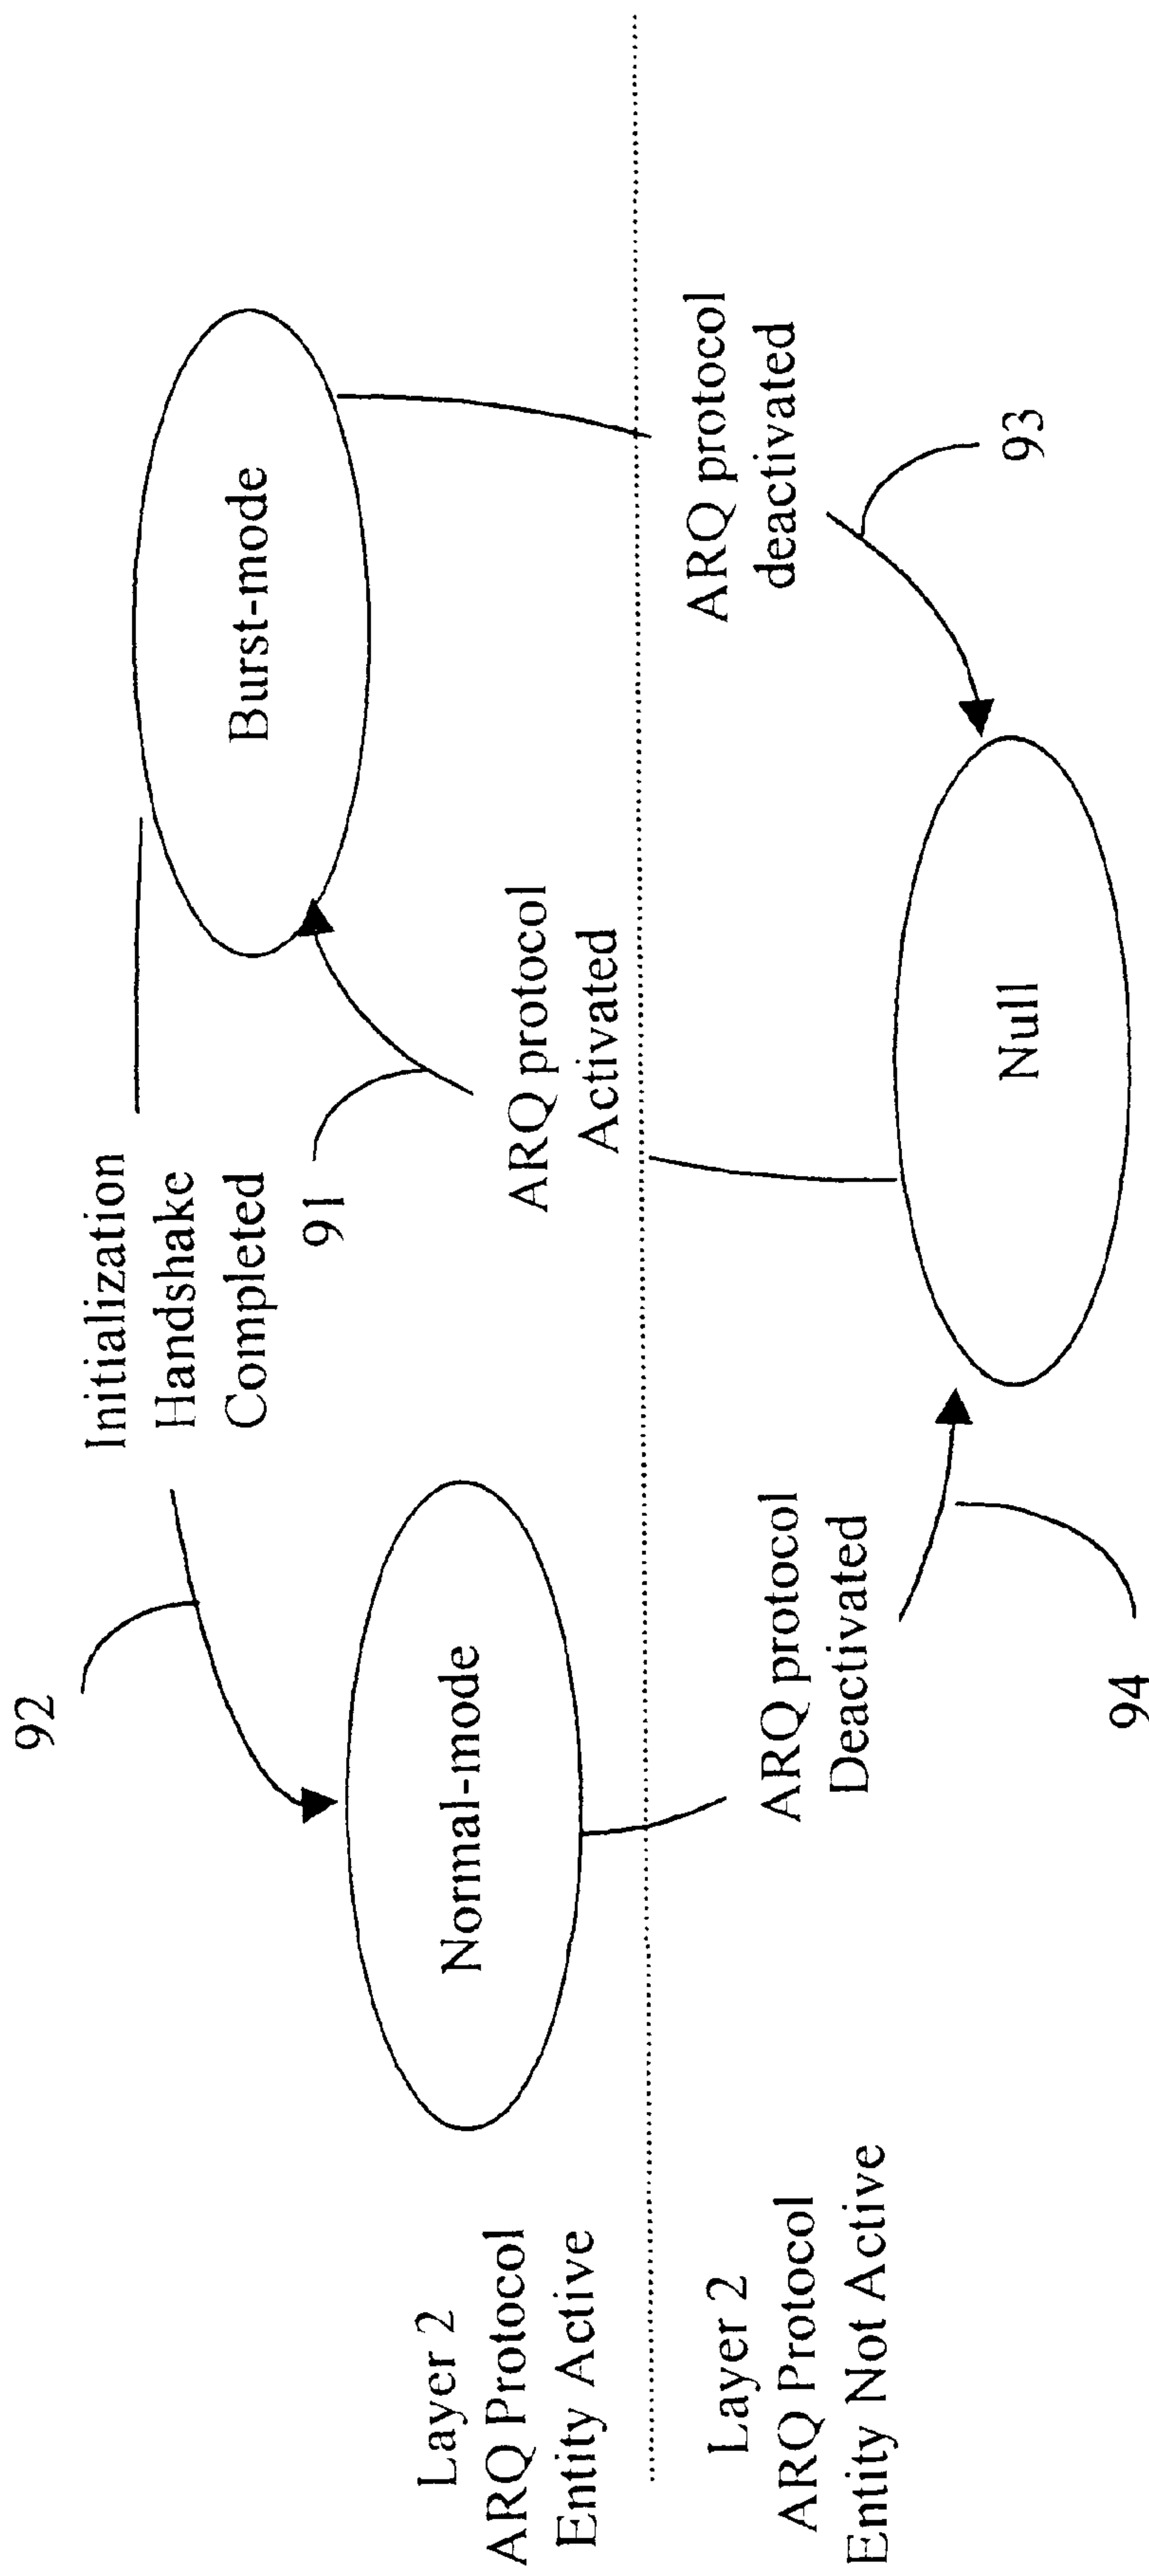 92
Initialization
Handshake
Completed
91
Burst-mode
Normal-mode
ARQ protocol
Activated
Layer 2
ARQ Protocol
Entity Active
ARQ protocol
deactivated
93
ARQ protocol
Deactivated
94
Null
Layer 2
ARQ Protocol
Entity Not Active